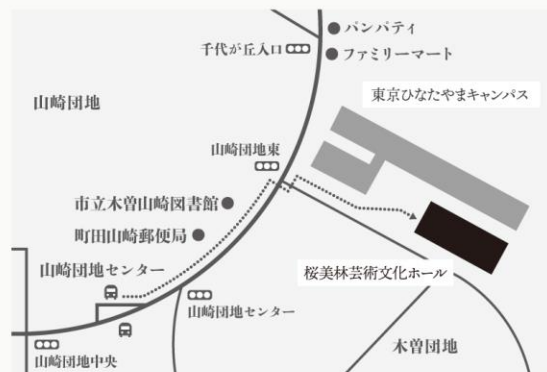 バンバティ
千代が丘入口
ファミリーマート
東京ひなたやまキャンパス
山崎団地
山崎団地東
市立木曽山崎図書館
町田山崎郵便局
山崎団地センター
桜美林芸術文化ホール
山崎団地センター
木曽団地
山崎団地中央